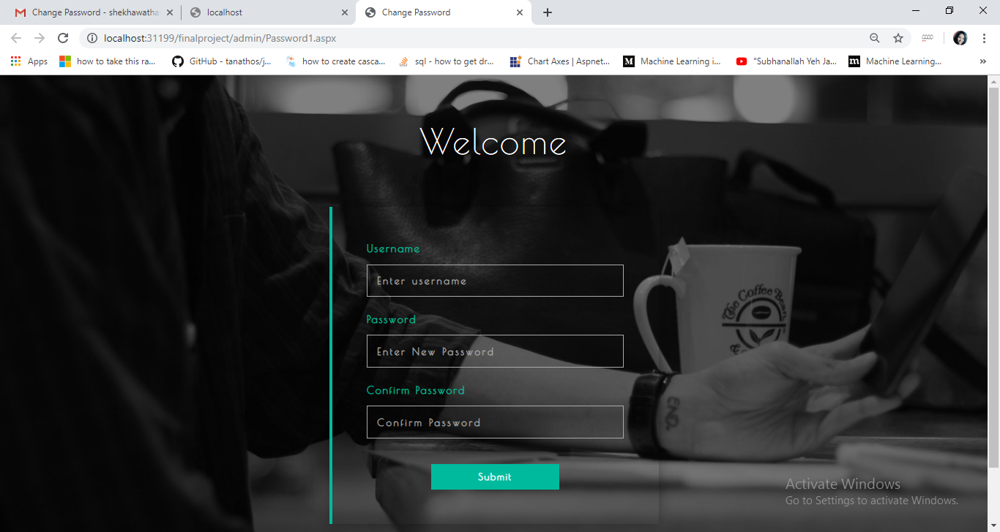 Change Password - shekhawatha
localhost
Change Password
localhost:31199/finalproject/admin/Password1.aspx
Apps
how to take this ra...
GitHub - tanathos/j...
how to create casca...
sql - how to get dr...
Chart Axes | Aspnet...
Machine Learning i...
"Subhanallah Yeh Ja...
Machine Learning...
Welcome
Username
Enter username
Password
Enter New Password
Confirm Password
Confirm Password
Submit
The Coffee Bean
END.
Activate Windows
Go to Settings to activate Windows.